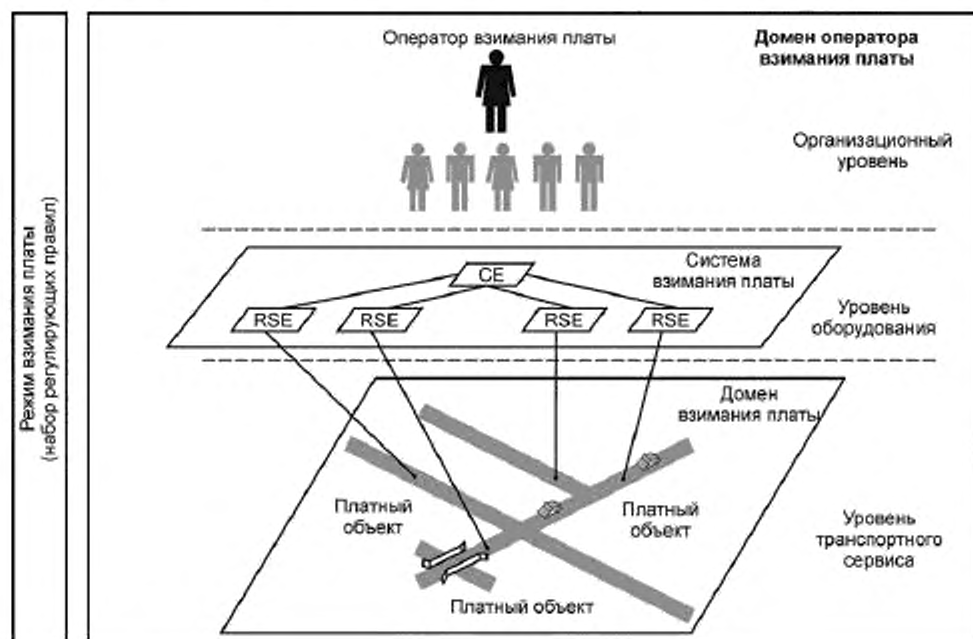 Режим взимания платы
(набор регулирующих правил)
Оператор взимания платы
Домен оператора
взимания платы
Организационный
уровень
Система
взимания платы
CE
RSE
RSE
RSE
RSE
Уровень
оборудования
Домен
взимания платы
Платный
объект
Платный
объект
Платный объект
Уровень
транспортного
сервиса